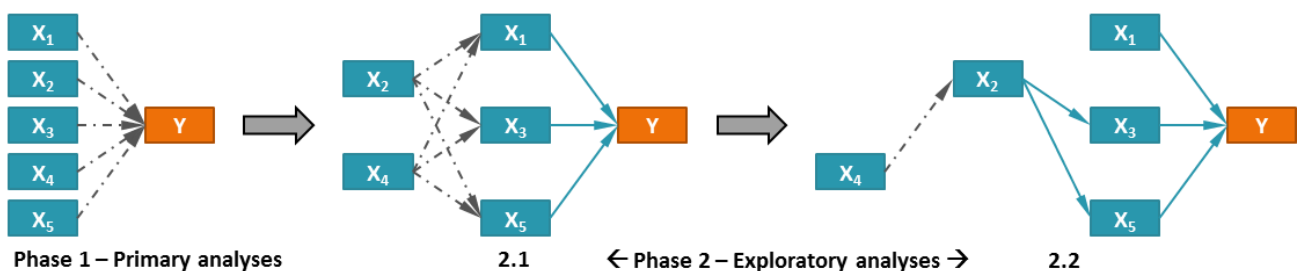 X₁
X₂
X₃
X₄
X₅
Y
X₂
X₄
X₁
X₃
X₅
Y
X₄
X₂
X₁
X₃
X₅
Y
Phase 1 – Primary analyses
2.1
← Phase 2 – Exploratory analyses →
2.2